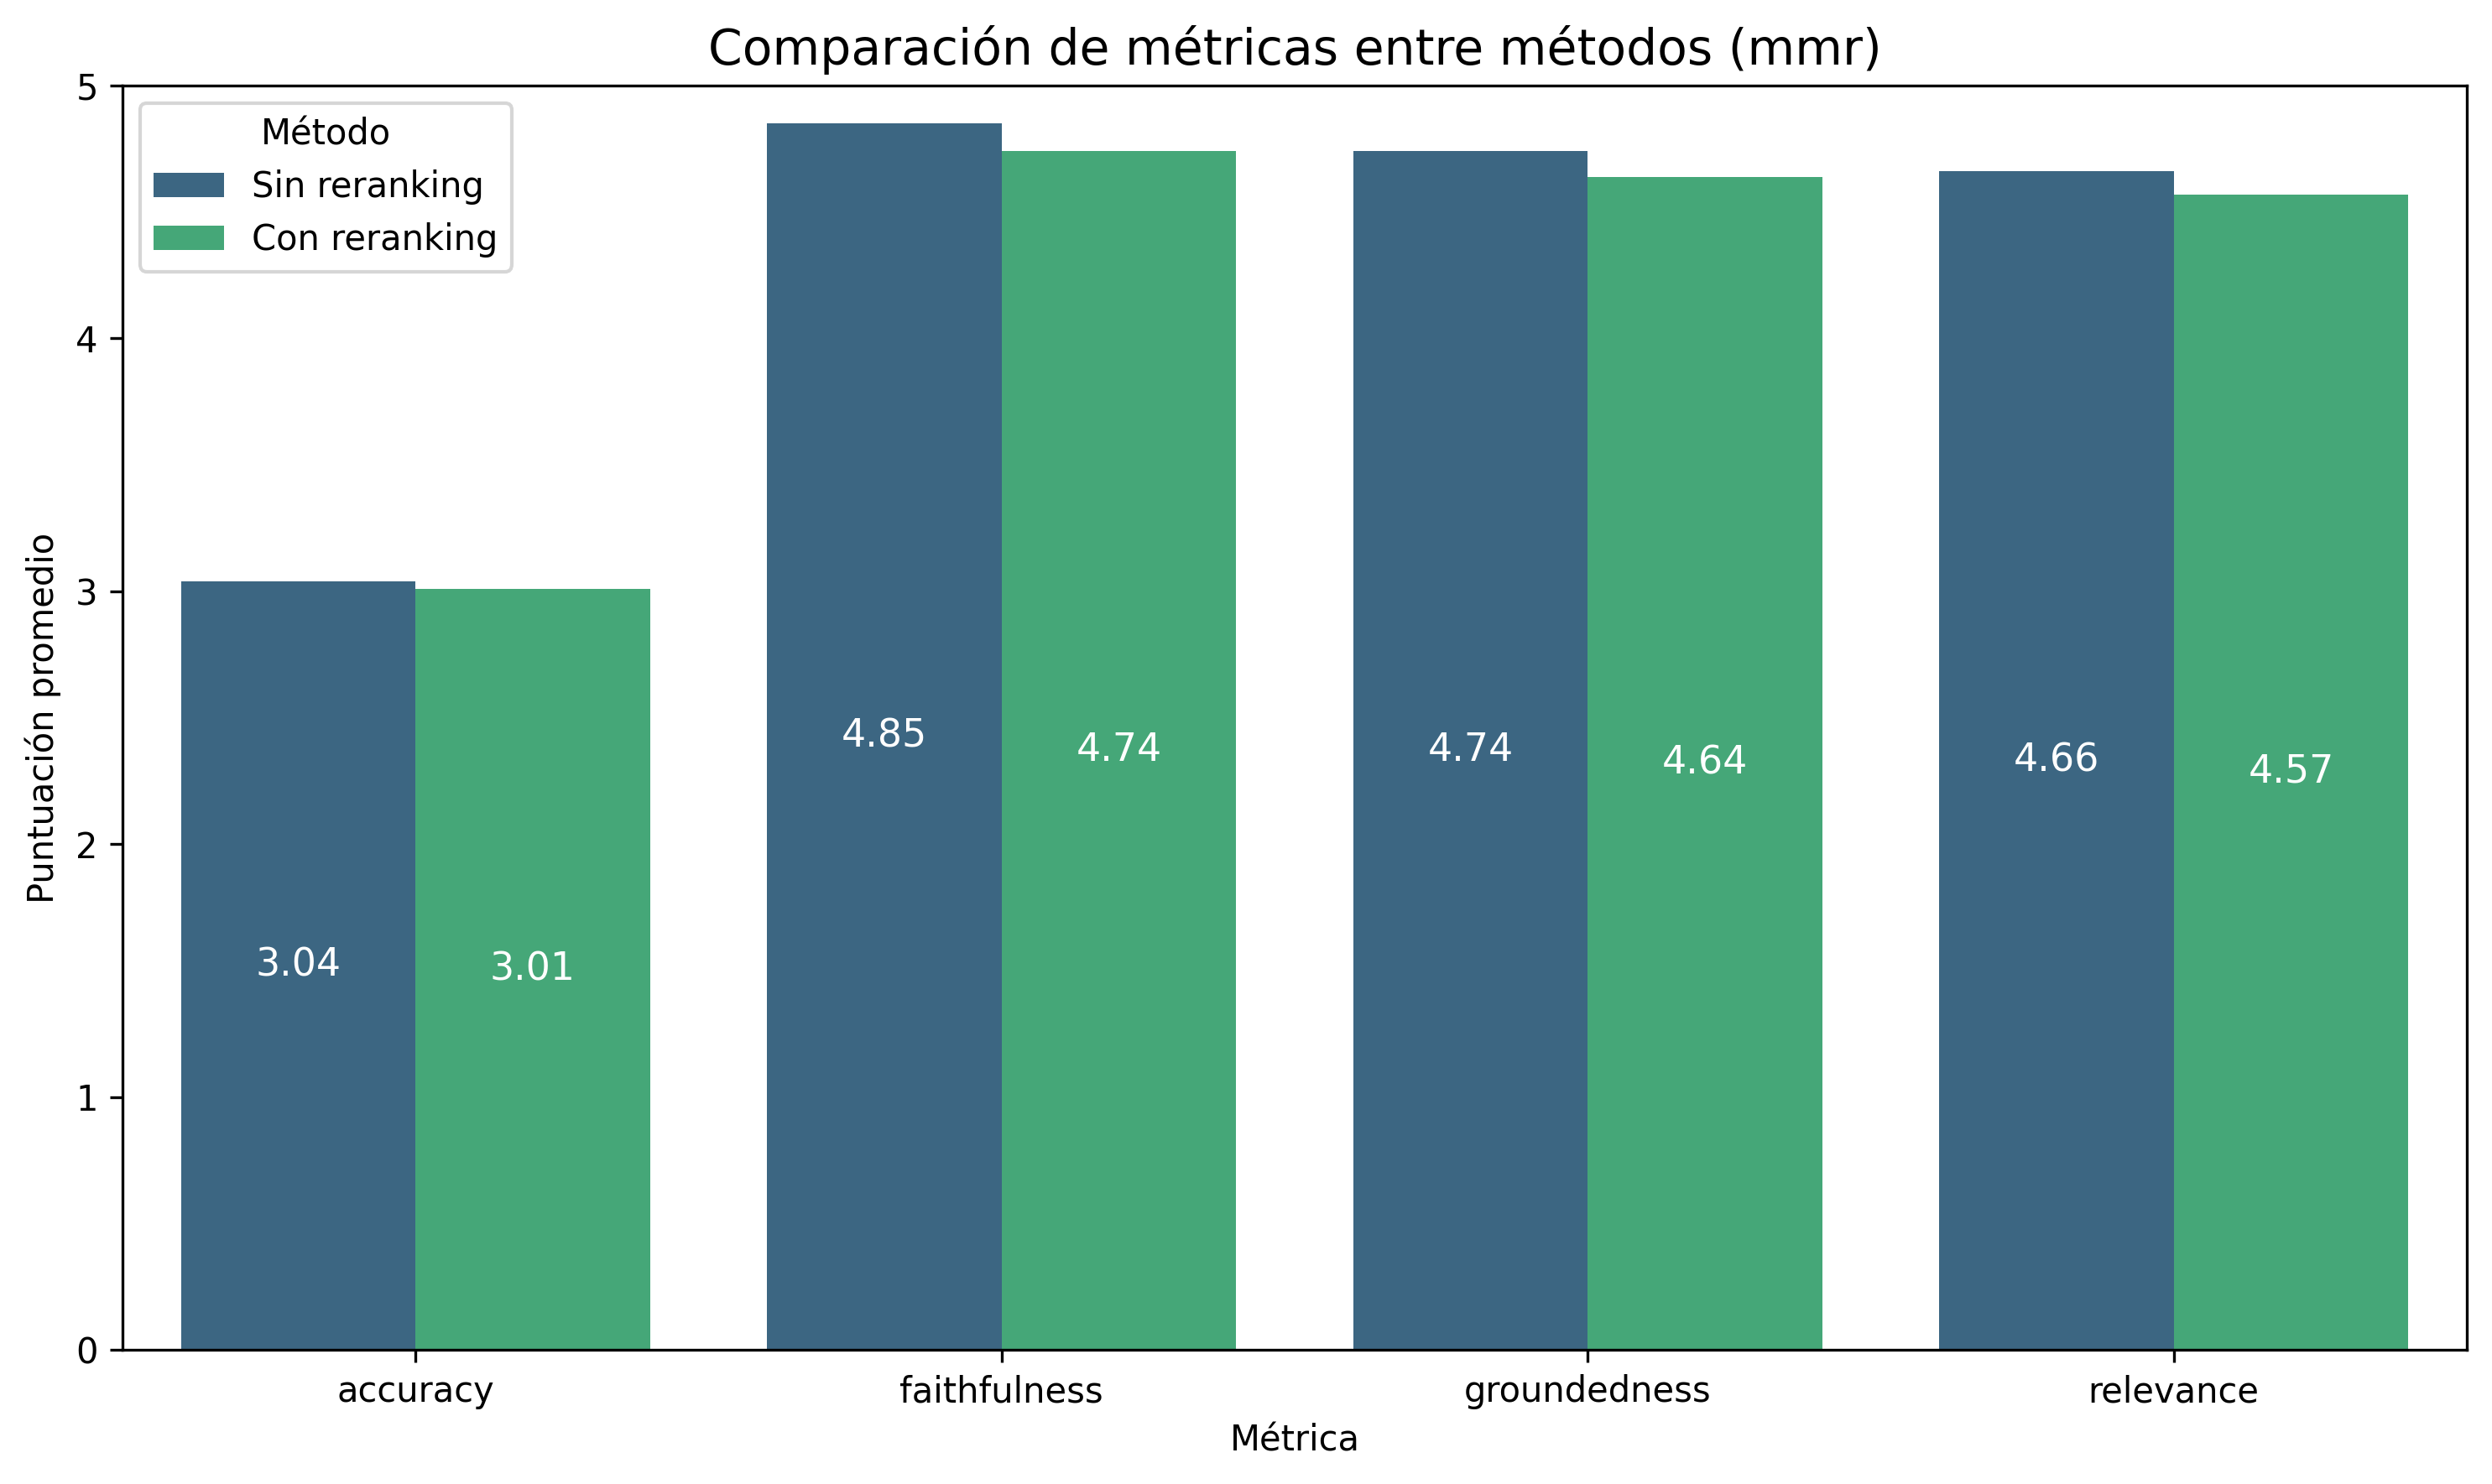 Comparación de métricas entre métodos (mmr)
Método
Sin reranking
Con reranking
Puntuación promedio
5
4
3
2
1
0
3.04
3.01
4.85
4.74
4.74
4.64
4.66
4.57
accuracy
faithfulness
groundedness
relevance
Métrica